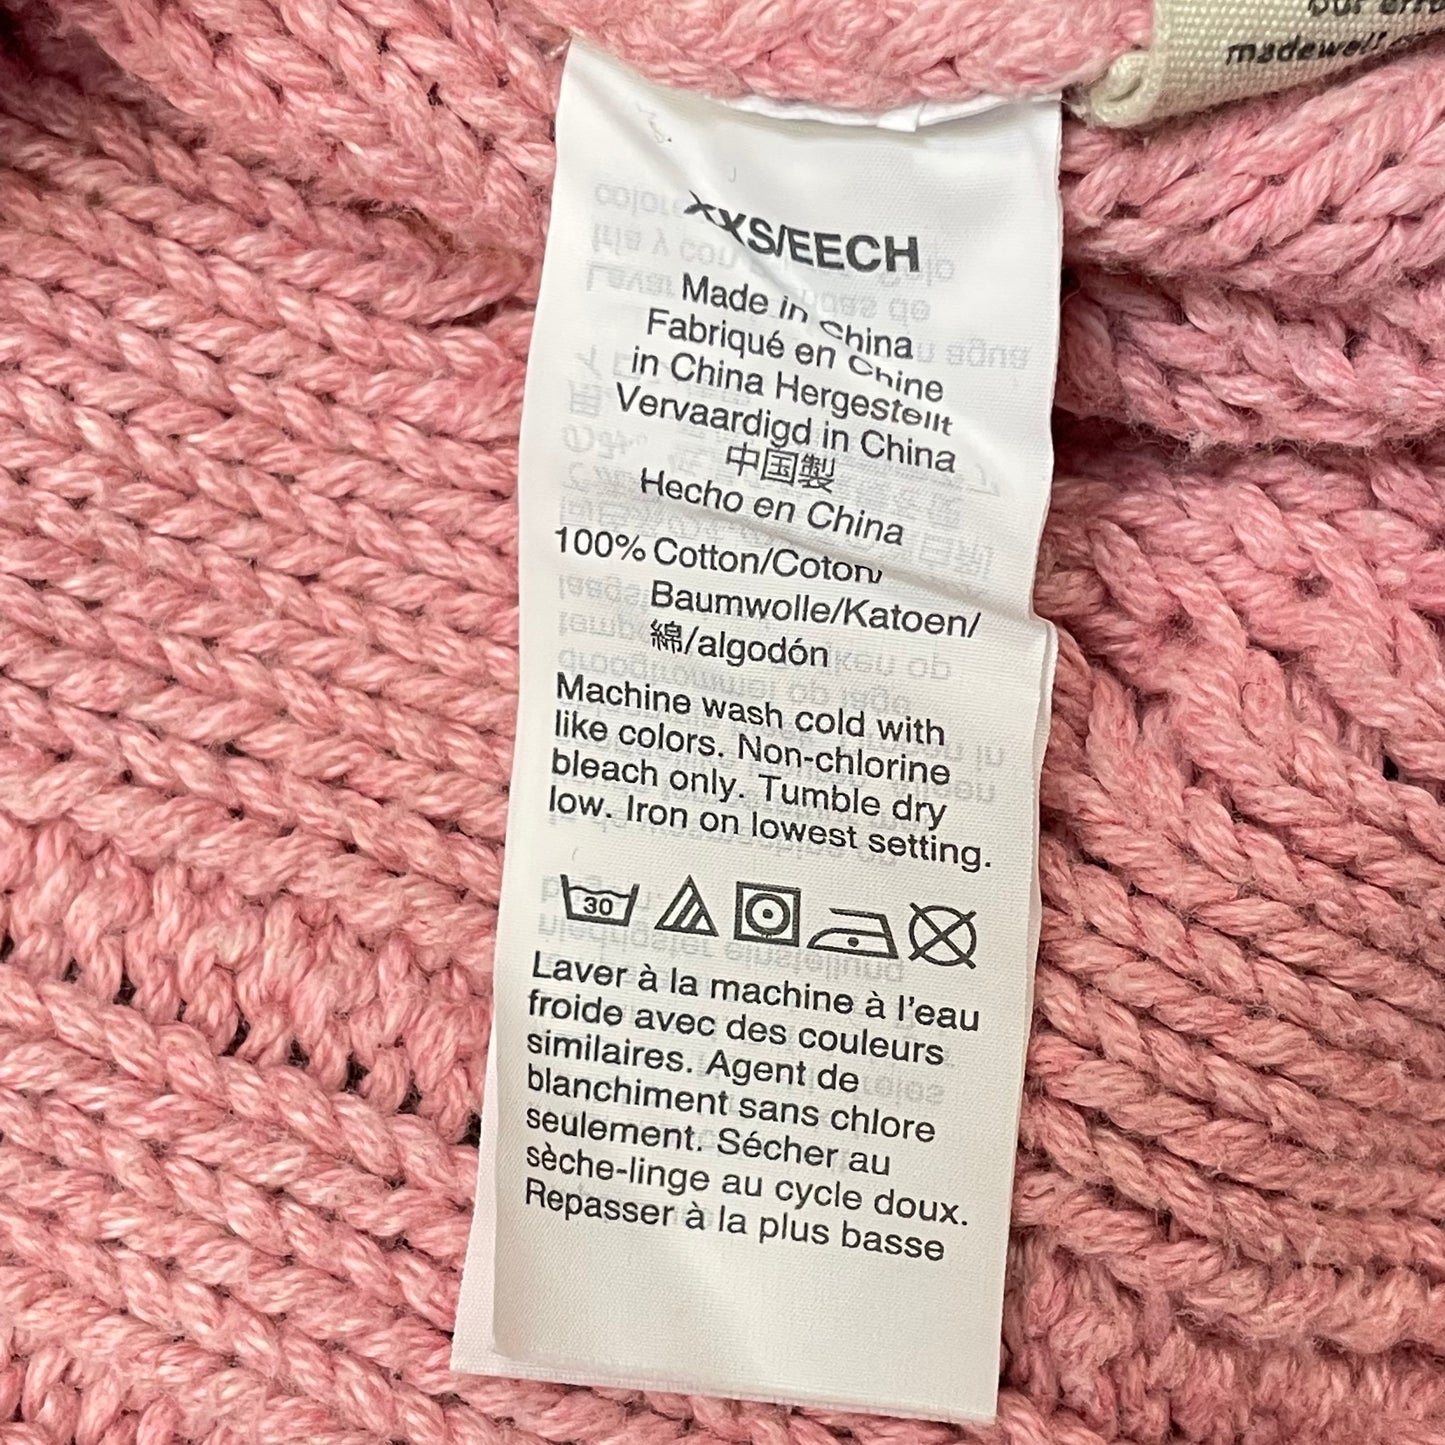 madewell
XXS/EECH
Made in China
Fabriqué en Chine
in China Hergestellt
Vervaardigd in China
中国製
Hecho en China
100% Cotton/Coton/
Baumwolle/Katoen/
綿/algodón
Machine wash cold with
like colors. Non-chlorine
bleach only. Tumble dry
low. Iron on lowest setting.
30
Laver à la machine à l'eau
froide avec des couleurs
similaires. Agent de
blanchiment sans chlore
seulement. Sécher au
sèche-linge au cycle doux.
Repasser à la plus basse